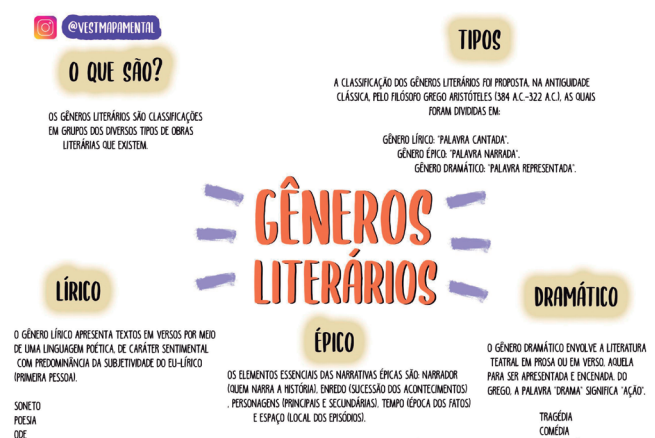 @VESTMAPAMENTAL
O QUE SÃO?
OS GÊNEROS LITERÁRIOS SÃO CLASSIFICAÇÕES
EM GRUPOS DOS DIVERSOS TIPOS DE OBRAS
LITERÁRIAS QUE EXISTEM.
TIPOS
A CLASSIFICAÇÃO DOS GÊNEROS LITERÁRIOS FOI PROPOSTA, NA ANTIGUIDADE
CLÁSSICA, PELO FILÓSOFO GREGO ARISTÓTELES (384 A.C.-322 A.C.), AS QUAIS
FORAM DIVIDIDAS EM:
GÊNERO LÍRICO: "PALAVRA CANTADA".
GÊNERO ÉPICO: "PALAVRA NARRADA".
GÊNERO DRAMÁTICO: "PALAVRA REPRESENTADA".
GÊNEROS
LITERÁRIOS
LÍRICO
O GÊNERO LÍRICO APRESENTA TEXTOS EM VERSOS POR MEIO
DE UMA LINGUAGEM POÉTICA, DE CARÁTER SENTIMENTAL
COM PREDOMINÂNCIA DA SUBJETIVIDADE DO EU-LÍRICO
(PRIMEIRA PESSOA).
SONETO
POESIA
ODE
ÉPICO
OS ELEMENTOS ESSENCIAIS DAS NARRATIVAS ÉPICAS SÃO: NARRADOR
(QUEM NARRA A HISTÓRIA), ENREDO (SUCESSÃO DOS ACONTECIMENTOS)
, PERSONAGENS (PRINCIPAIS E SECUNDÁRIAS), TEMPO (ÉPOCA DOS FATOS)
E ESPAÇO (LOCAL DOS EPISÓDIOS).
DRAMÁTICO
O GÊNERO DRAMÁTICO ENVOLVE A LITERATURA
TEATRAL EM PROSA OU EM VERSO, AQUELA
PARA SER APRESENTADA E ENCENADA. DO
GREGO, A PALAVRA "DRAMA" SIGNIFICA "AÇÃO".
TRAGÉDIA
COMÉDIA